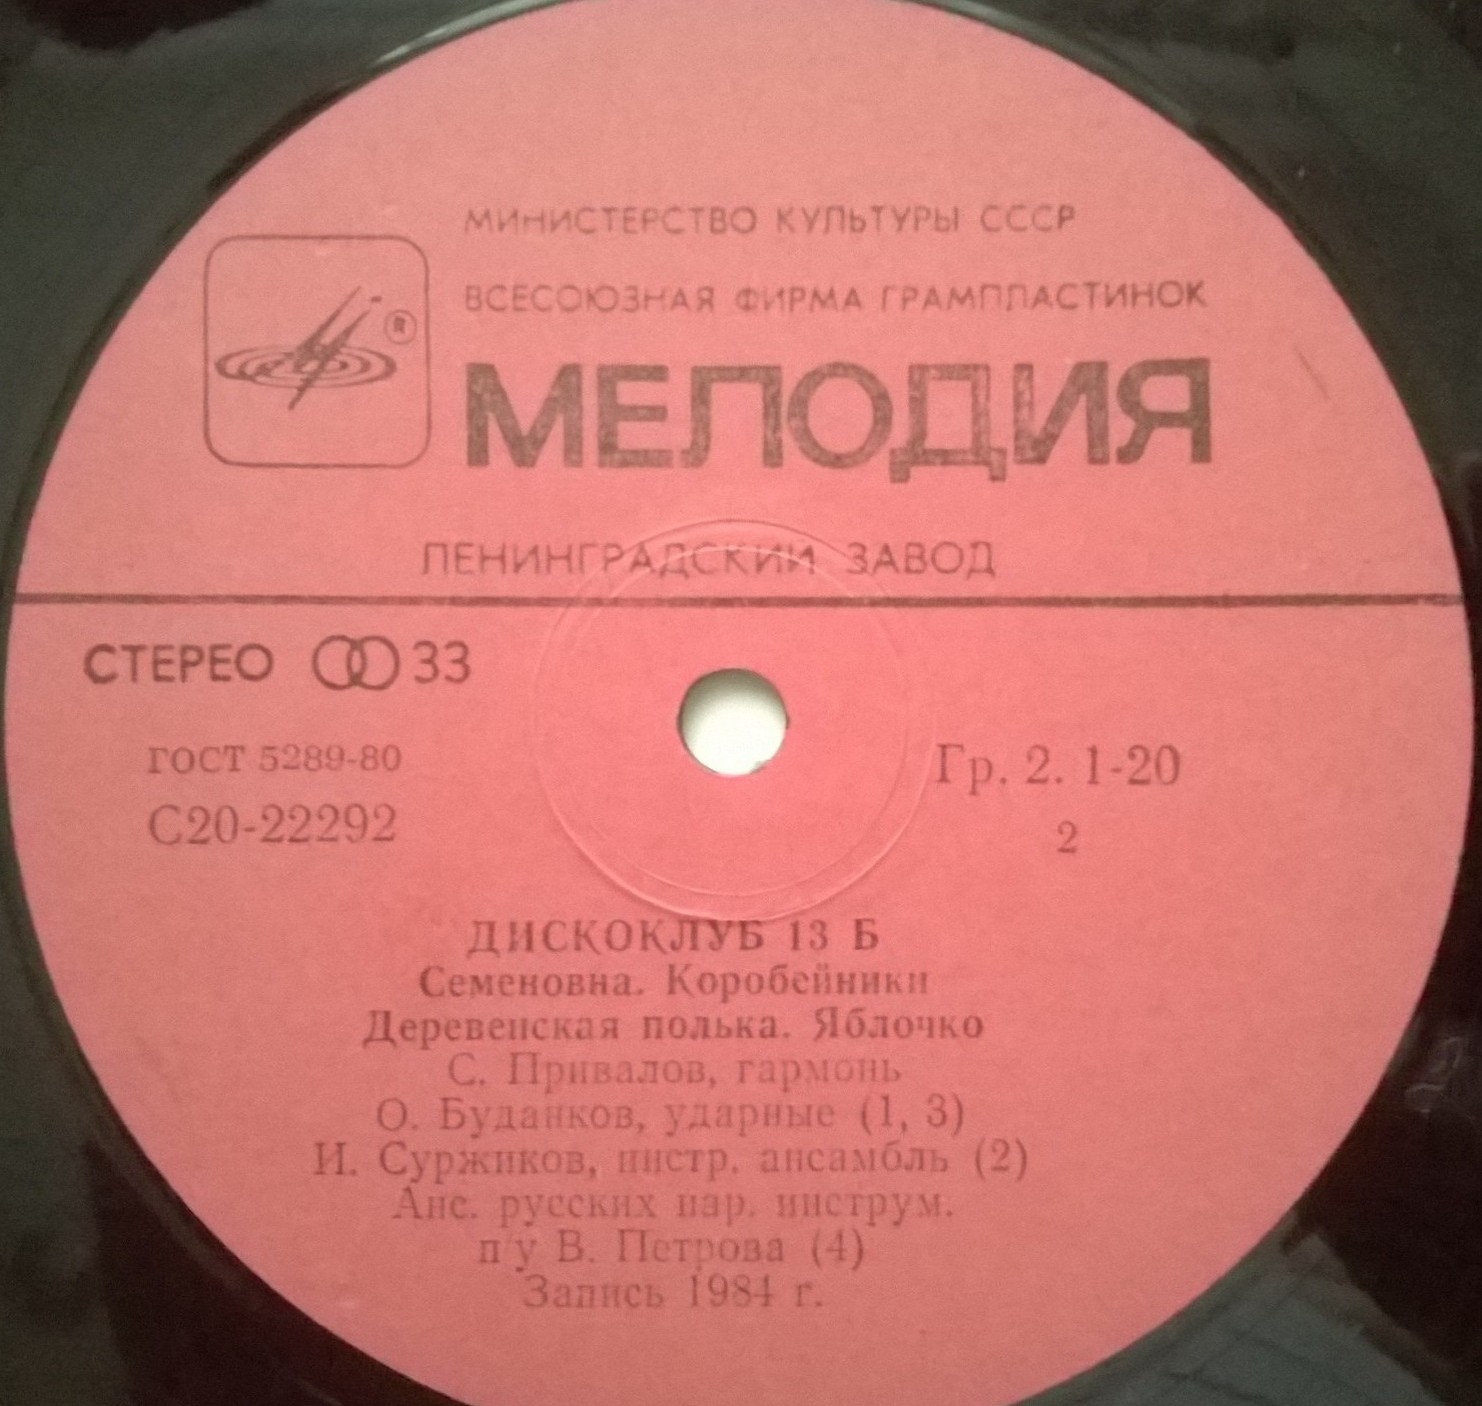 МИНИСТЕРСТВО КУЛЬТУРЫ СССР
ВСЕСОЮЗНАЯ ФИРМА ГРАМПЛАСТИНОК
®
МЕЛОДИЯ
ЛЕНИНГРАДСКИЙ ЗАВОД
СТЕРЕО 33
ГОСТ 5289-80
Гр. 2. 1-20
С20-22292
2
ДИСКОКЛУБ 13 Б
Семеновна. Коробейники
Деревенская полька. Яблочко
С. Привалов, гармонь
О. Буданков, ударные (1, 3)
И. Суржиков, инстр. ансамбль (2)
Анс. русских нар. инструм.
п/у В. Петрова (4)
Запись 1984 г.